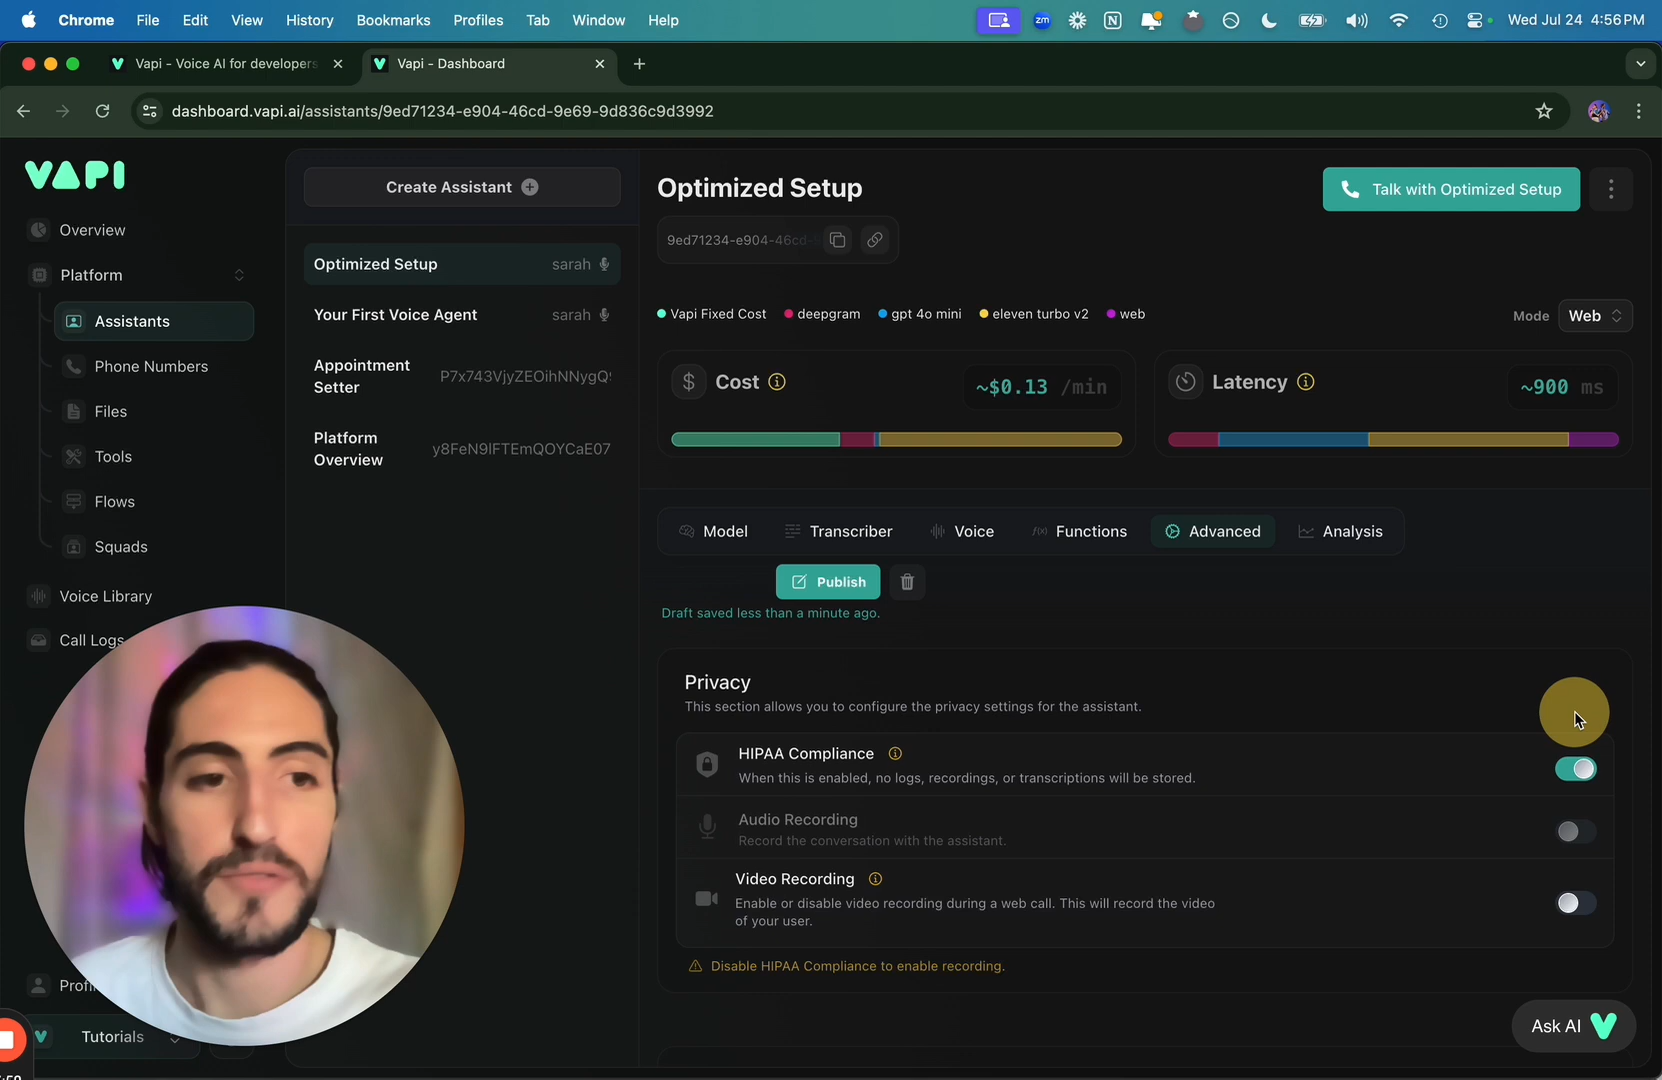 Chrome File Edit View History Bookmarks Profiles Tab Window Help
zm
Wed Jul 24 4:56 PM
Vapi - Voice AI for developers
Vapi - Dashboard
dashboard.vapi.ai/assistants/9ed71234-e904-46cd-9e69-9d836c9d3992
VAPI
Overview
Platform
Assistants
Phone Numbers
Files
Tools
Flows
Squads
Voice Library
Call Logs
Tutorials
Create Assistant
Optimized Setup sarah
Your First Voice Agent sarah
Appointment
Setter
P7x743VjyZEOihNNygQ
Platform
Overview
y8FeN9lFTEmQOYCaE07
Optimized Setup
Talk with Optimized Setup
9ed71234-e904-46cd-
Vapi Fixed Cost deepgram gpt 4o mini eleven turbo v2 web
Mode Web
$ Cost ~$0.13 /min
Latency ~900 ms
Model Transcriber Voice Functions Advanced Analysis
Publish
Draft saved less than a minute ago.
Privacy
This section allows you to configure the privacy settings for the assistant.
HIPAA Compliance
When this is enabled, no logs, recordings, or transcriptions will be stored.
Audio Recording
Record the conversation with the assistant.
Video Recording
Enable or disable video recording during a web call. This will record the video
of your user.
Disable HIPAA Compliance to enable recording.
Ask AI